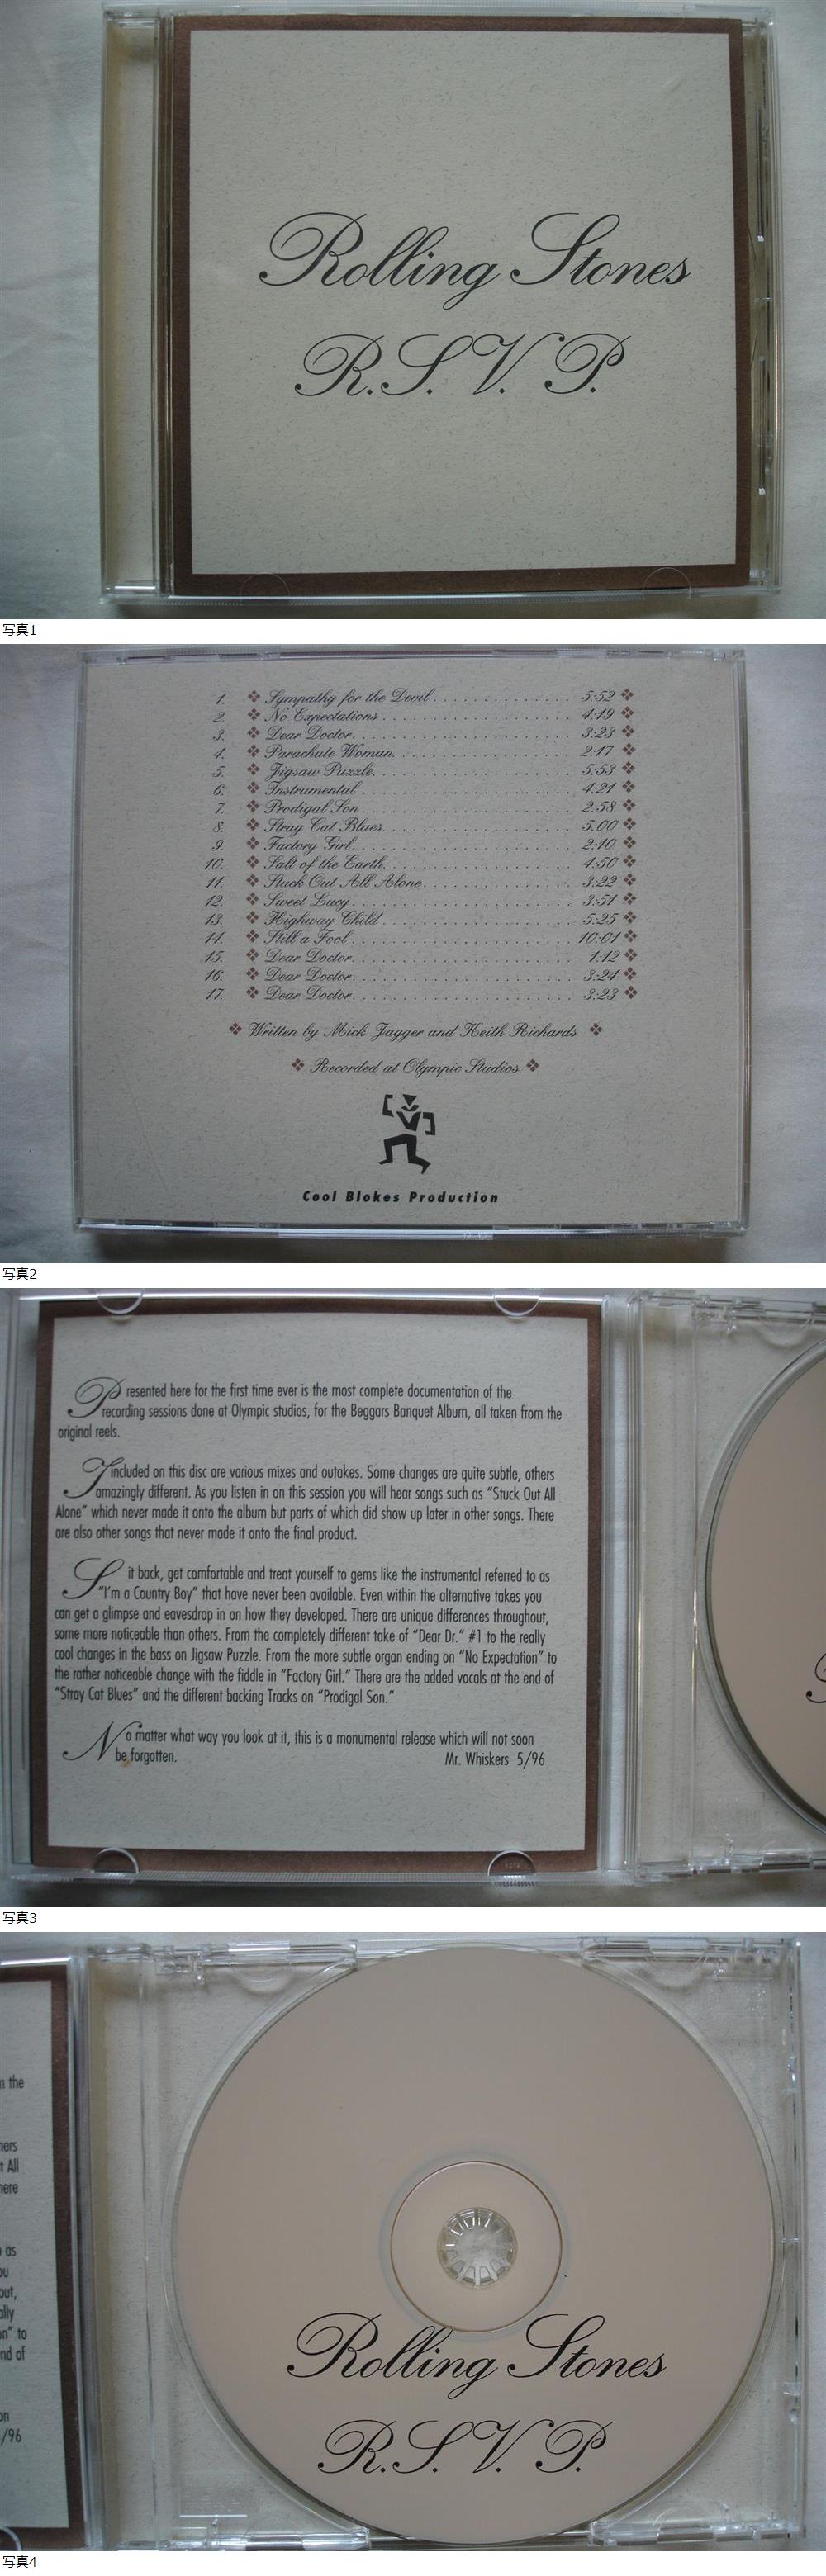 Rolling Stones
R.S.V.P.
写真1
1. Sympathy for the Devil . . . . . . . . . . . . . 5:52
2. No Expectations . . . . . . . . . . . . . . . . . 4:19
3. Dear Doctor. . . . . . . . . . . . . . . . . . . . 3:23
4. Parachute Woman. . . . . . . . . . . . . . . . 2:17
5. Jigsaw Puzzle. . . . . . . . . . . . . . . . . . 5:53
6. Instrumental . . . . . . . . . . . . . . . . . . . 4:21
7. Prodigal Son . . . . . . . . . . . . . . . . . . . 2:58
8. Stray Cat Blues. . . . . . . . . . . . . . . . . 5:00
9. Factory Girl. . . . . . . . . . . . . . . . . . . . 2:10
10. Salt of the Earth. . . . . . . . . . . . . . . . . 4:50
11. Stuck Out All Alone. . . . . . . . . . . . . . 3:22
12. Sweet Lucy. . . . . . . . . . . . . . . . . . . . 3:51
13. Highway Child . . . . . . . . . . . . . . . . . 5:25
14. Still a Fool . . . . . . . . . . . . . . . . . . . . 10:01
15. Dear Doctor. . . . . . . . . . . . . . . . . . . . 1:12
16. Dear Doctor. . . . . . . . . . . . . . . . . . . . 3:24
17. Dear Doctor. . . . . . . . . . . . . . . . . . . . 3:23
Written by Mick Jagger and Keith Richards
Recorded at Olympic Studios
Cool Blokes Production
写真2
Presented here for the first time ever is the most complete documentation of the
recording sessions done at Olympic studios, for the Beggars Banquet Album, all taken from the
original reels.
Included on this disc are various mixes and outakes. Some changes are quite subtle, others
amazingly different. As you listen in on this session you will hear songs such as "Stuck Out All
Alone" which never made it onto the album but parts of which did show up later in other songs. There
are also other songs that never made it onto the final product.
Sit back, get comfortable and treat yourself to gems like the instrumental referred to as
"I'm a Country Boy" that have never been available. Even within the alternative takes you
can get a glimpse and eavesdrop in on how they developed. There are unique differences throughout,
some more noticeable than others. From the completely different take of "Dear Dr." #1 to the really
cool changes in the bass on Jigsaw Puzzle. From the more subtle organ ending on "No Expectation" to
the rather noticeable change with the fiddle in "Factory Girl." There are the added vocals at the end of
"Stray Cat Blues" and the different backing Tracks on "Prodigal Son."
No matter what way you look at it, this is a monumental release which will not soon
be forgotten. Mr. Whiskers 5/96
写真3
n the
hers
t All
here
as
ou
out,
ally
on" to
nd of
on
/96
Rolling Stones
R.S.V.P.
写真4